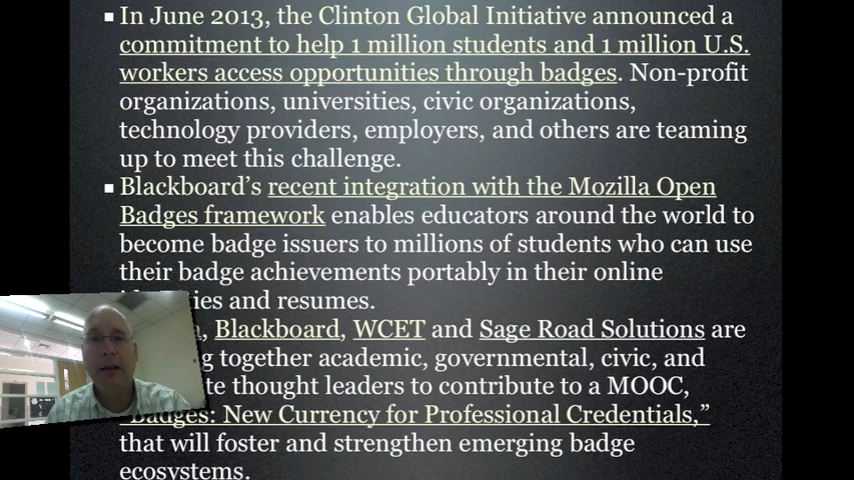 In June 2013, the Clinton Global Initiative announced a
commitment to help 1 million students and 1 million U.S.
workers access opportunities through badges. Non-profit
organizations, universities, civic organizations,
technology providers, employers, and others are teaming
up to meet this challenge.
Blackboard’s recent integration with the Mozilla Open
Badges framework enables educators around the world to
become badge issuers to millions of students who can use
their badge achievements portably in their online
and resumes.
, Blackboard, WCET and Sage Road Solutions are
together academic, governmental, civic, and
thought leaders to contribute to a MOOC,
“Badges: New Currency for Professional Credentials,”
that will foster and strengthen emerging badge
ecosystems.